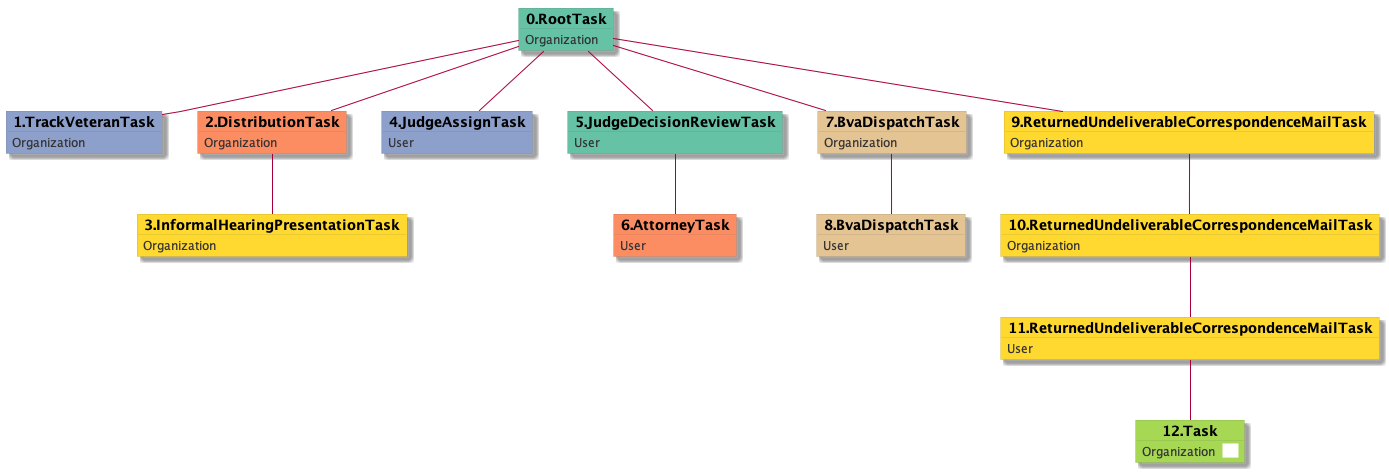 0.RootTask
Organization
1.TrackVeteranTask
Organization
2.DistributionTask
Organization
4.JudgeAssignTask
User
5.JudgeDecisionReviewTask
User
7.BvaDispatchTask
Organization
9.ReturnedUndeliverableCorrespondenceMailTask
Organization
3.InformalHearingPresentationTask
Organization
6.AttorneyTask
User
8.BvaDispatchTask
User
10.ReturnedUndeliverableCorrespondenceMailTask
Organization
11.ReturnedUndeliverableCorrespondenceMailTask
User
12.Task
Organization